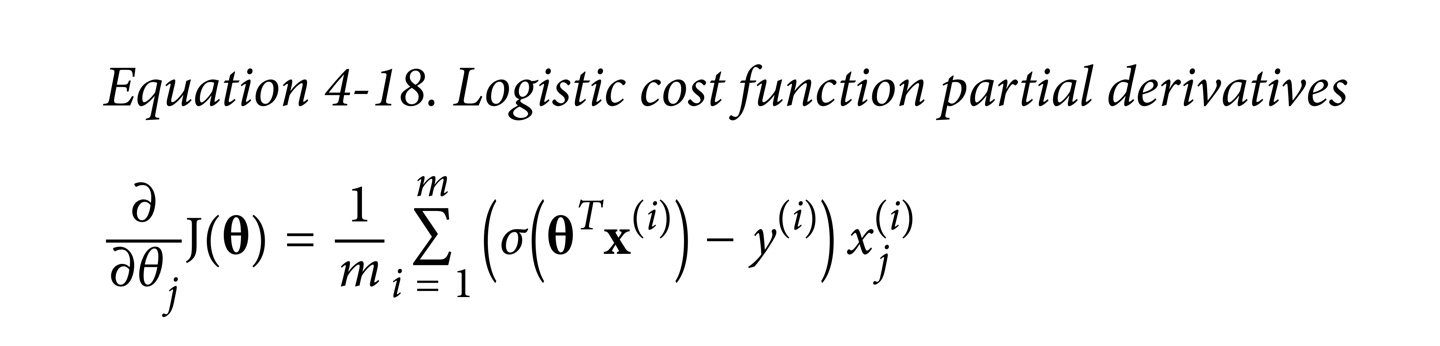 Equation 4-18. Logistic cost function partial derivatives
∂/∂θ_j J(θ) = 1/m ∑_{i = 1}^{m} (σ(θ^T x^{(i)}) − y^{(i)}) x_j^{(i)}